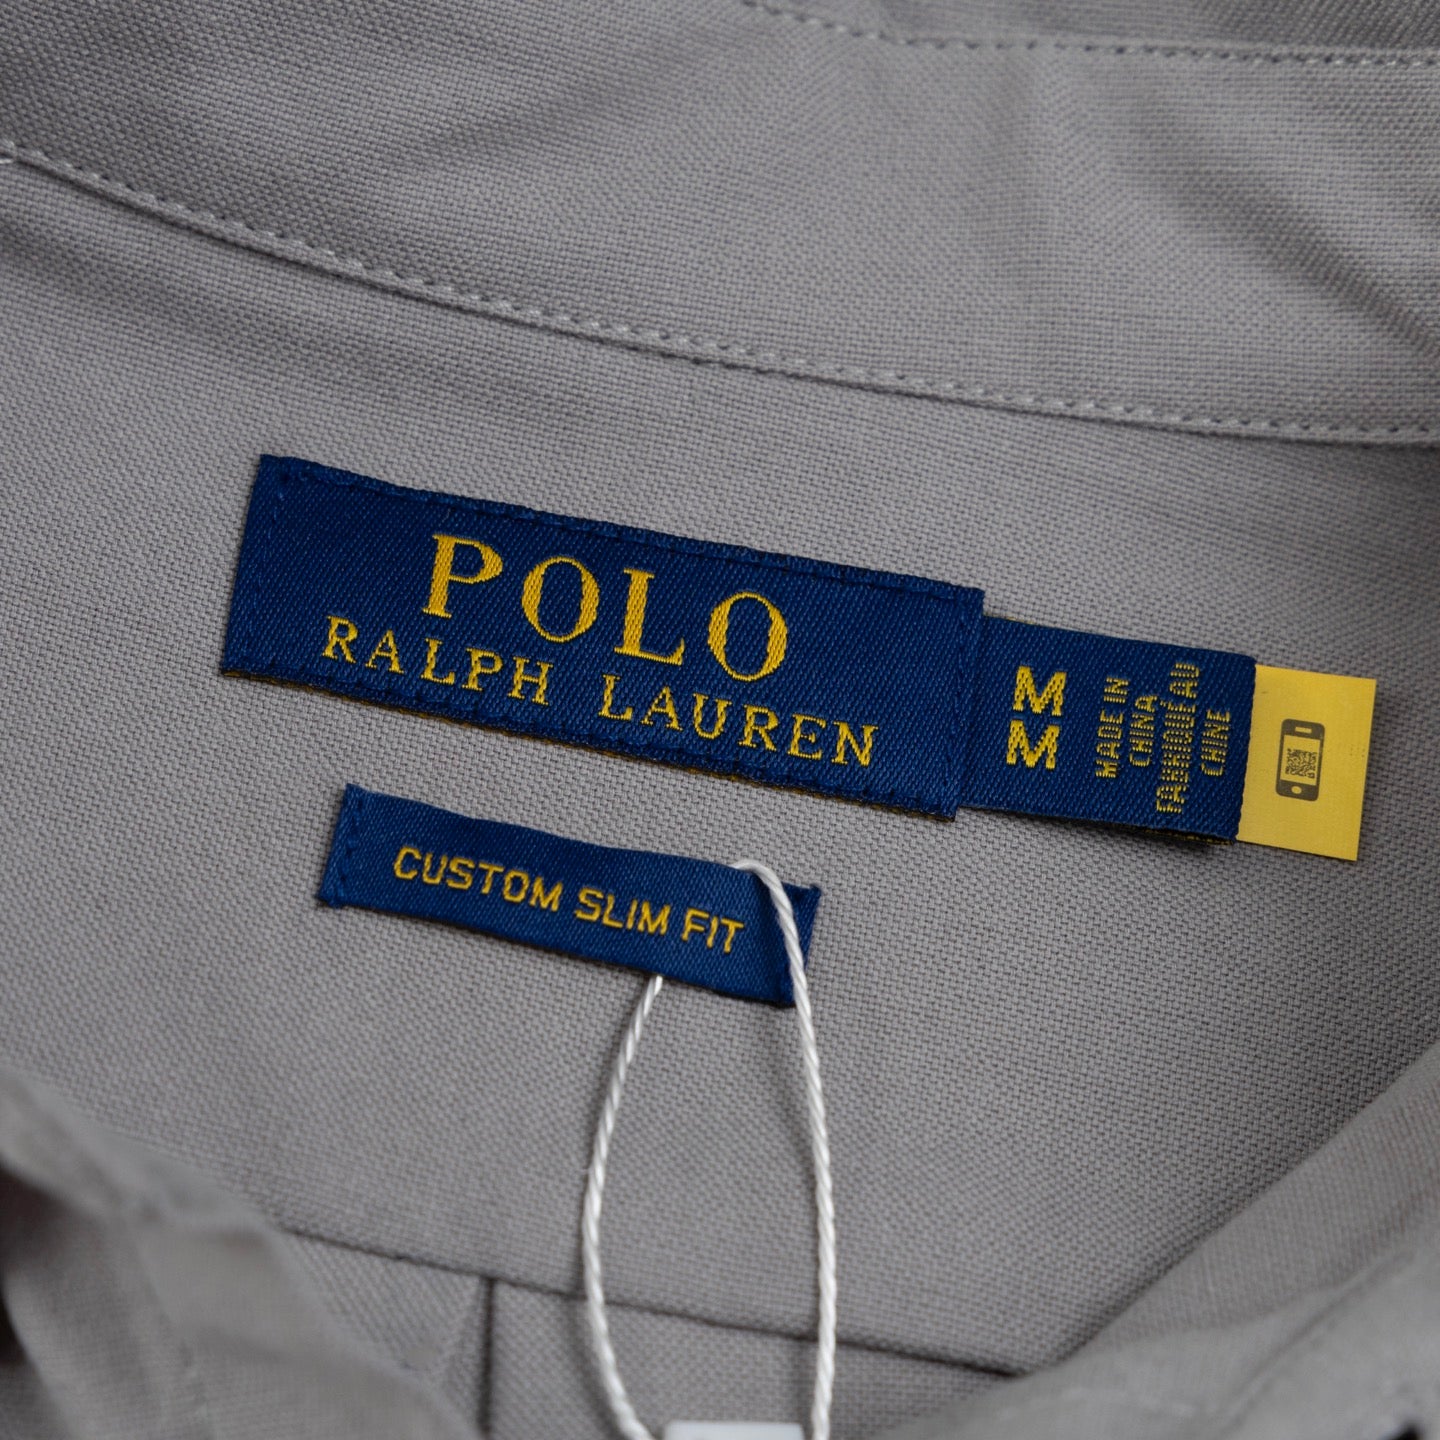 POLO
RALPH LAUREN
M
M
MADE IN
CHINA
FABRIQUÉ AU
CHINE
CUSTOM SLIM FIT